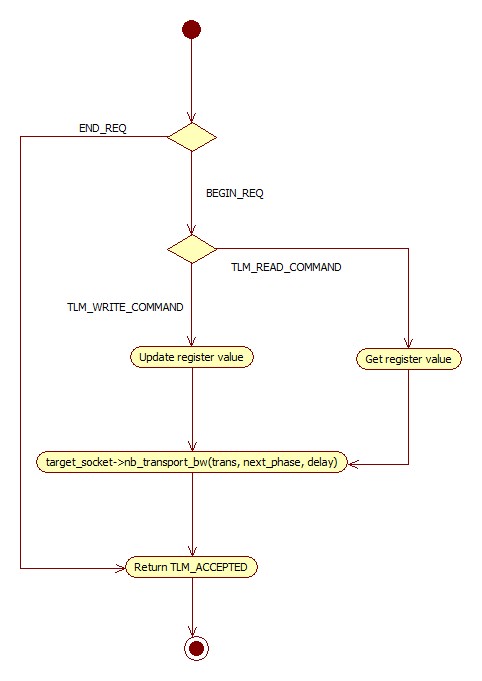 END_REQ
BEGIN_REQ
TLM_READ_COMMAND
TLM_WRITE_COMMAND
Update register value
Get register value
target_socket->nb_transport_bw(trans, next_phase, delay)
Return TLM_ACCEPTED